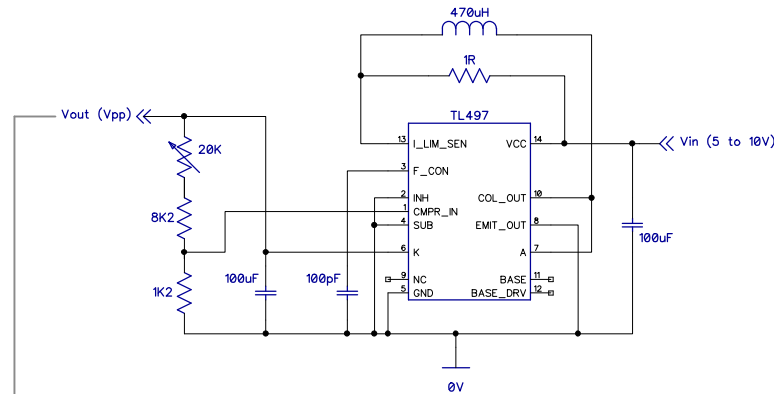 470uH
1R
Vout (Vpp)
TL497
20K
13 I_LIM_SEN VCC 14
Vin (5 to 10V)
3 F_CON
2 INH COL_OUT 10
8K2
1 CMPR_IN
4 SUB EMIT_OUT 8
100uF
6 K A 7
100uF 100pF
9 NC BASE 11
1K2
5 GND BASE_DRV 12
0V